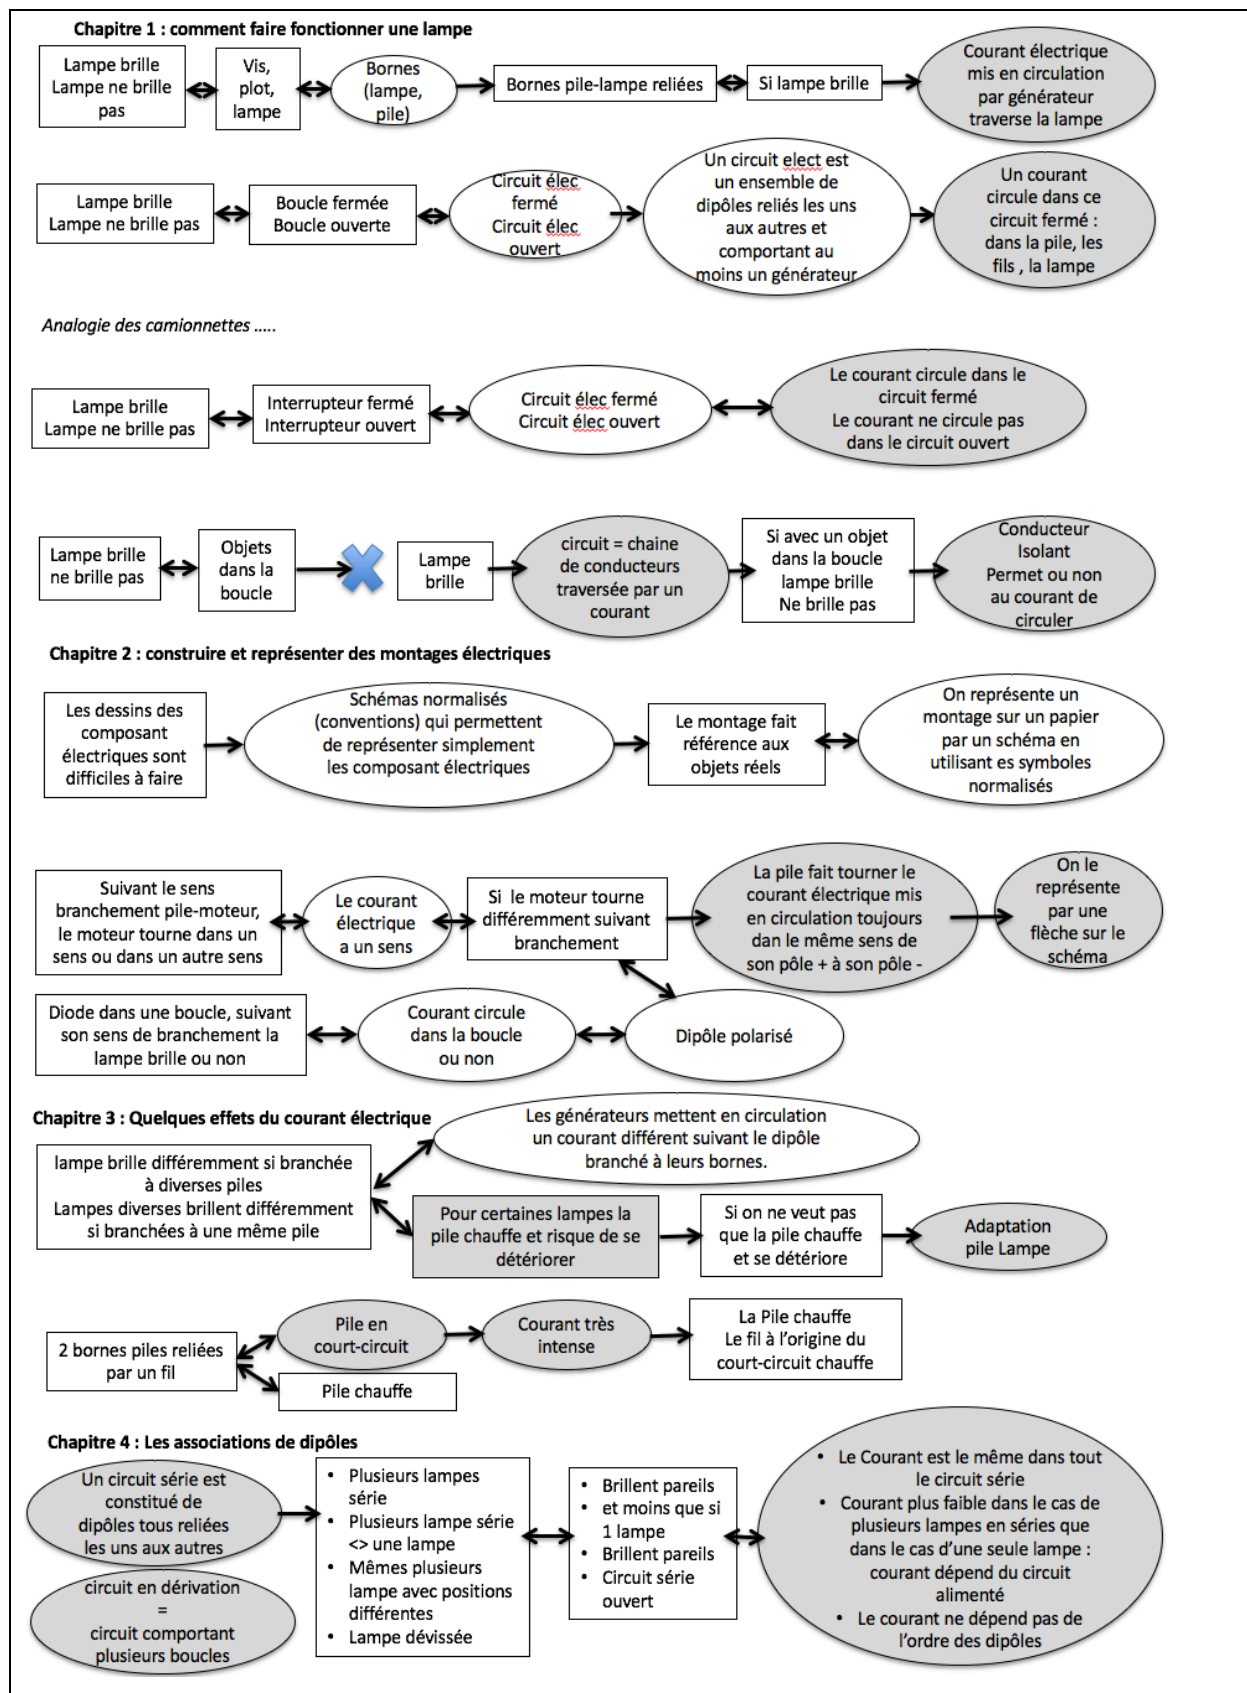 Chapitre 1 : comment faire fonctionner une lampe
Lampe brille
Lampe ne brille
pas
Vis,
plot,
lampe
Bornes
(lampe,
pile)
Bornes pile-lampe reliées
Si lampe brille
Courant électrique
mis en circulation
par générateur
traverse la lampe
Lampe brille
Lampe ne brille pas
Boucle fermée
Boucle ouverte
Circuit élec
fermé
Circuit élec
ouvert
Un circuit elect est
un ensemble de
dipôles reliés les uns
aux autres et
comportant au
moins un générateur
Un courant
circule dans ce
circuit fermé :
dans la pile, les
fils , la lampe
Analogie des camionnettes .....
Lampe brille
Lampe ne brille pas
Interrupteur fermé
Interrupteur ouvert
Circuit élec fermé
Circuit élec ouvert
Le courant circule dans le
circuit fermé
Le courant ne circule pas
dans le circuit ouvert
Lampe brille
ne brille pas
Objets
dans la
boucle
Lampe
brille
circuit = chaine
de conducteurs
traversée par un
courant
Si avec un objet
dans la boucle
lampe brille
Ne brille pas
Conducteur
Isolant
Permet ou non
au courant de
circuler
Chapitre 2 : construire et représenter des montages électriques
Les dessins des
composant
électriques sont
difficiles à faire
Schémas normalisés
(conventions) qui permettent
de représenter simplement
les composant électriques
Le montage fait
référence aux
objets réels
On représente un
montage sur un papier
par un schéma en
utilisant es symboles
normalisés
Suivant le sens
branchement pile-moteur,
le moteur tourne dans un
sens ou dans un autre sens
Le courant
électrique
a un sens
Si le moteur tourne
différemment suivant
branchement
La pile fait tourner le
courant électrique mis
en circulation toujours
dan le même sens de
son pôle + à son pôle -
On le
représente
par une
flèche sur le
schéma
Diode dans une boucle, suivant
son sens de branchement la
lampe brille ou non
Courant circule
dans la boucle
ou non
Dipôle polarisé
Chapitre 3 : Quelques effets du courant électrique
lampe brille différemment si branchée
à diverses piles
Lampes diverses brillent différemment
si branchées à une même pile
Les générateurs mettent en circulation
un courant différent suivant le dipôle
branché à leurs bornes.
Pour certaines lampes la
pile chauffe et risque de se
détériorer
Si on ne veut pas
que la pile chauffe
et se détériore
Adaptation
pile Lampe
2 bornes piles reliées
par un fil
Pile en
court-circuit
Courant très
intense
La Pile chauffe
Le fil à l'origine du
court-circuit chauffe
Pile chauffe
Chapitre 4 : Les associations de dipôles
Un circuit série est
constitué de
dipôles tous reliées
les uns aux autres
circuit en dérivation
=
circuit comportant
plusieurs boucles
• Plusieurs lampes
série
• Plusieurs lampe série
<> une lampe
• Mêmes plusieurs
lampe avec positions
différentes
• Lampe dévissée
• Brillent pareils
• et moins que si
1 lampe
• Brillent pareils
• Circuit série
ouvert
• Le Courant est le même dans tout
le circuit série
• Courant plus faible dans le cas de
plusieurs lampes en séries que
dans le cas d'une seule lampe :
courant dépend du circuit
alimenté
• Le courant ne dépend pas de
l'ordre des dipôles